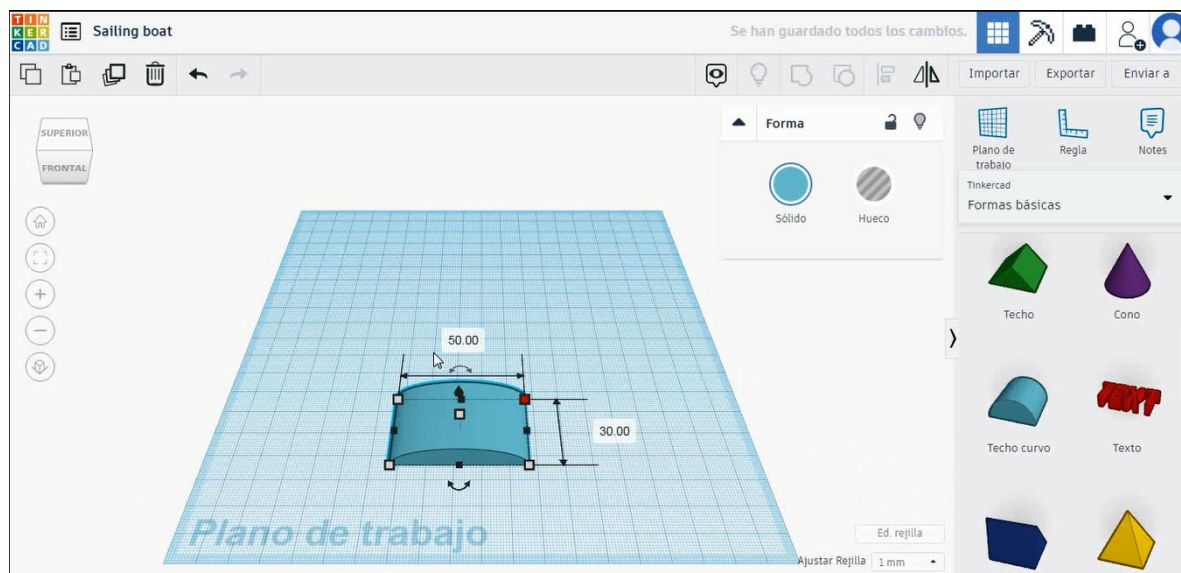 TIN
KER
CAD
Sailing boat
Se han guardado todos los cambios.
Importar
Exportar
Enviar a
SUPERIOR
FRONTAL
Forma
Sólido
Hueco
Plano de
trabajo
Regla
Notes
Tinkercad
Formas básicas
Techo
Cono
Techo curvo
Texto
TEXT
50.00
30.00
Plano de trabajo
Ed. rejilla
Ajustar Rejilla
1 mm